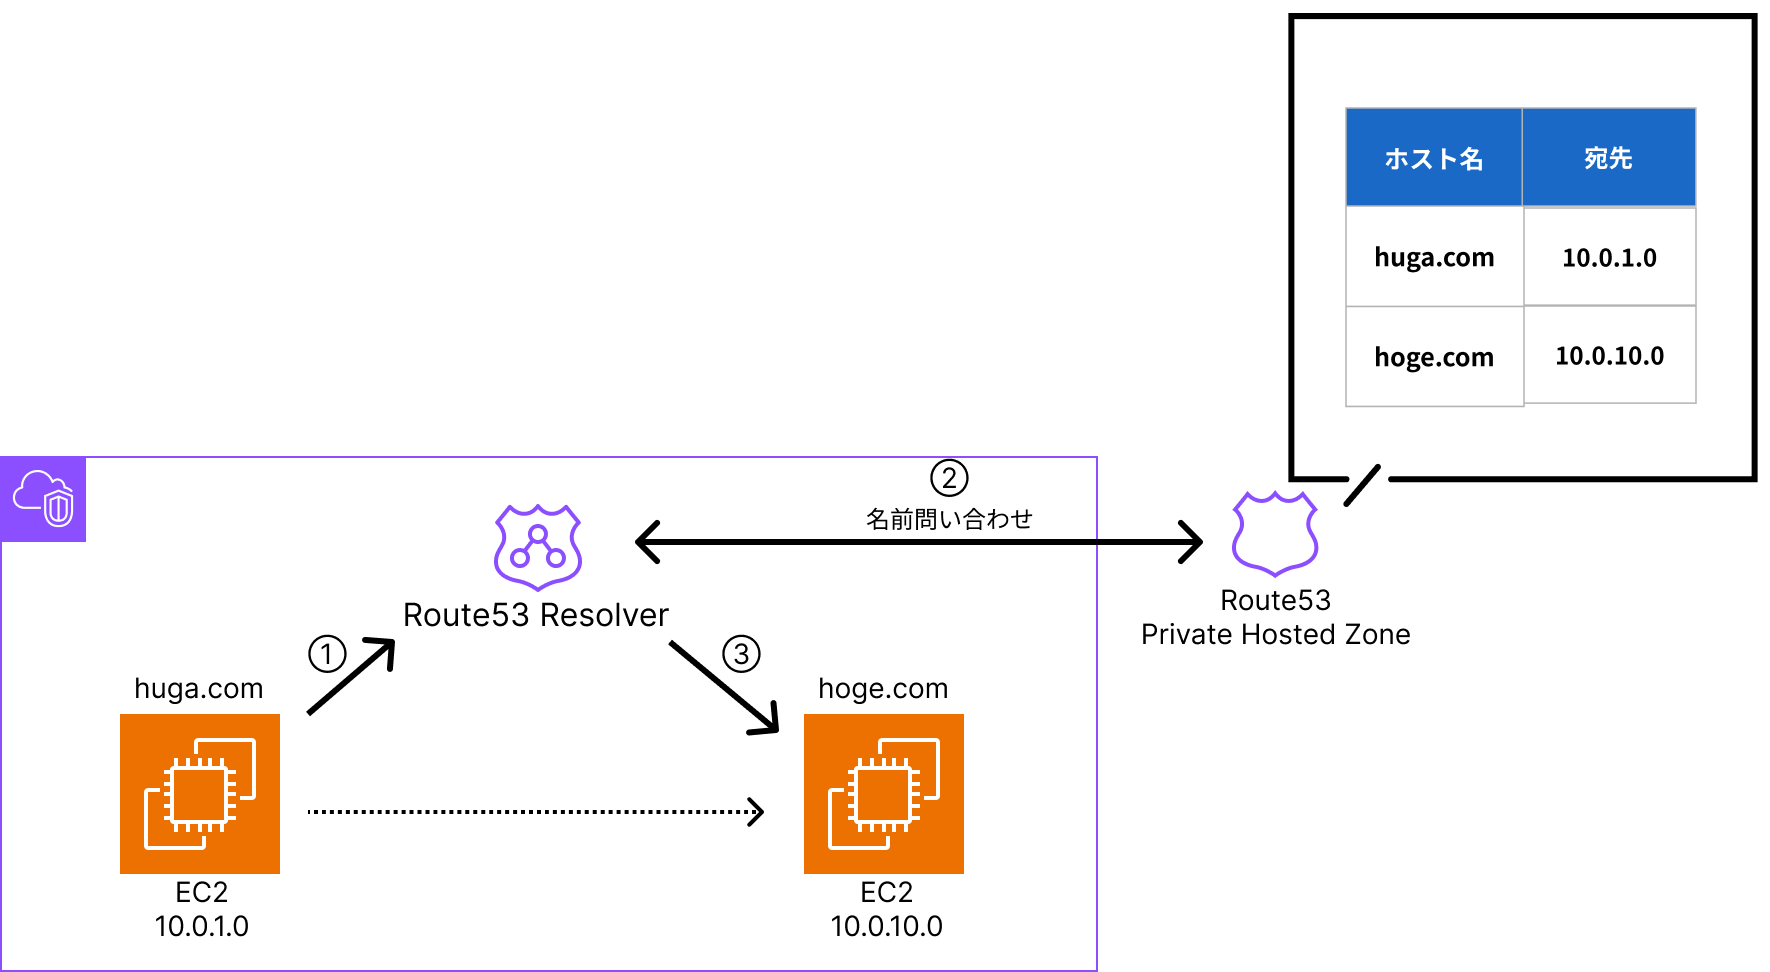 ホスト名 宛先
huga.com 10.0.1.0
hoge.com 10.0.10.0
②
名前問い合わせ
Route53 Resolver
Route53
Private Hosted Zone
①
③
huga.com
hoge.com
EC2
10.0.1.0
EC2
10.0.10.0